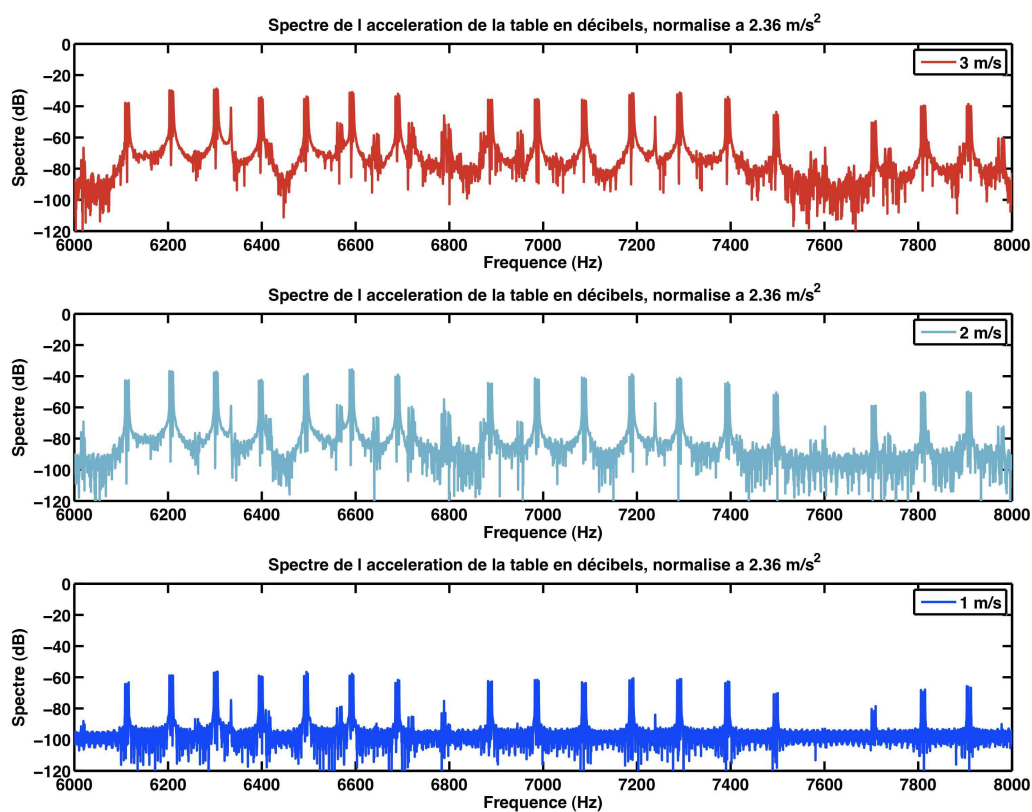 Spectre de l acceleration de la table en décibels, normalise a 2.36 m/s²
Spectre (dB)
0
−20
−40
−60
−80
−100
−120
3 m/s
6000 6200 6400 6600 6800 7000 7200 7400 7600 7800 8000
Frequence (Hz)
Spectre de l acceleration de la table en décibels, normalise a 2.36 m/s²
Spectre (dB)
0
−20
−40
−60
−80
−100
−120
2 m/s
6000 6200 6400 6600 6800 7000 7200 7400 7600 7800 8000
Frequence (Hz)
Spectre de l acceleration de la table en décibels, normalise a 2.36 m/s²
Spectre (dB)
0
−20
−40
−60
−80
−100
−120
1 m/s
6000 6200 6400 6600 6800 7000 7200 7400 7600 7800 8000
Frequence (Hz)